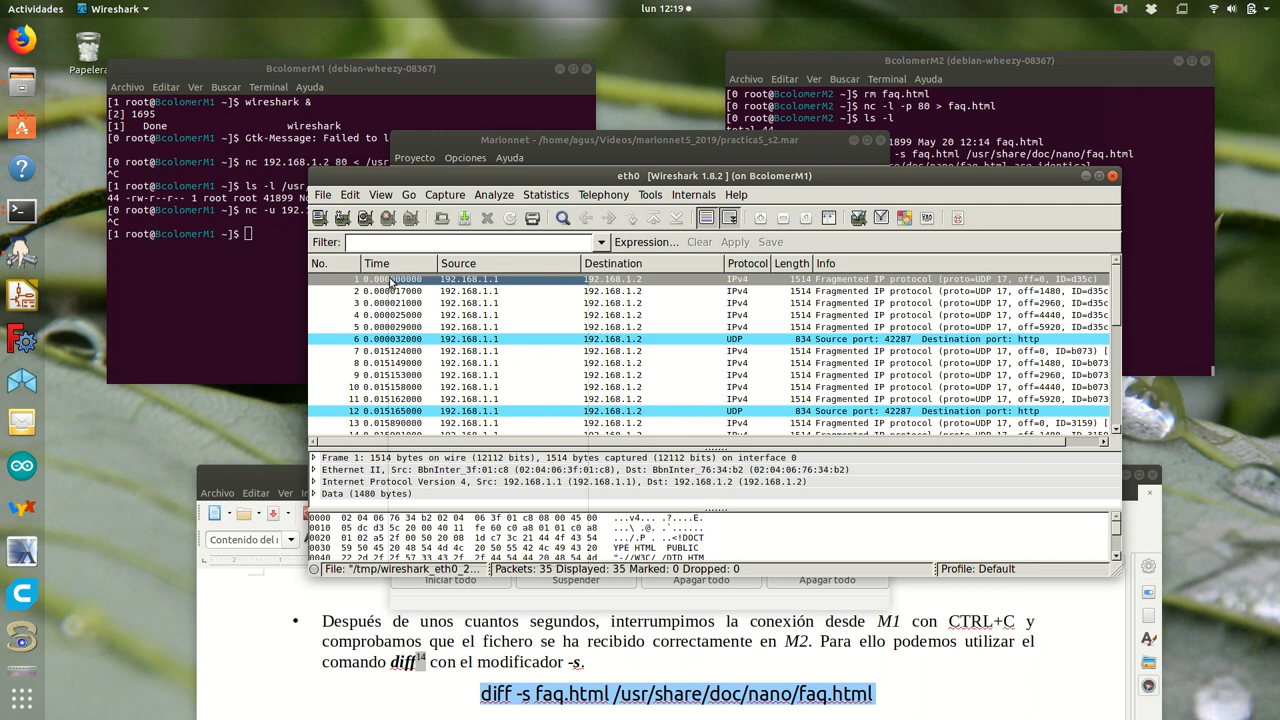 Actividades Wireshark lun 12:19
Papelera
BcolomerM1 (debian-wheezy-08367)
Archivo Editar Ver Buscar Terminal Ayuda
[1 root@BcolomerM1 ~]$ wireshark &
[2] 1695
[1] Done wireshark
[0 root@BcolomerM1 ~]$ Gtk-Message: Failed to l
[0 root@BcolomerM1 ~]$ nc 192.168.1.2 80 < /usr
^C
[1 root@BcolomerM1 ~]$ ls -l /usr/
44 -rw-r--r-- 1 root root 41899 No
[0 root@BcolomerM1 ~]$ nc -u 192.
^C
[0 root@BcolomerM1 ~]$
BcolomerM2 (debian-wheezy-08367)
Archivo Editar Ver Buscar Terminal Ayuda
[0 root@BcolomerM2 ~]$ rm faq.html
[0 root@BcolomerM2 ~]$ nc -l -p 80 > faq.html
[0 root@BcolomerM2 ~]$ ls -l
1899 May 20 12:14 faq.html
-s faq.html /usr/share/doc/nano/faq.html
Marionnet - /home/agus/Videos/marionnet5_2019/practica5_s2.mar
Proyecto Opciones Ayuda
eth0 [Wireshark 1.8.2 ] (on BcolomerM1)
File Edit View Go Capture Analyze Statistics Telephony Tools Internals Help
Filter: Expression... Clear Apply Save
No. Time Source Destination Protocol Length Info
1 0.000000000 192.168.1.1 192.168.1.2 IPv4 1514 Fragmented IP protocol (proto=UDP 17, off=0, ID=d35c)
2 192.168.1.1 192.168.1.2 IPv4 1514 Fragmented IP protocol (proto=UDP 17, off=1480, ID=d35c)
3 0.000021000 192.168.1.1 192.168.1.2 IPv4 1514 Fragmented IP protocol (proto=UDP 17, off=2960, ID=d35c)
4 0.000025000 192.168.1.1 192.168.1.2 IPv4 1514 Fragmented IP protocol (proto=UDP 17, off=4440, ID=d35c)
5 0.000029000 192.168.1.1 192.168.1.2 IPv4 1514 Fragmented IP protocol (proto=UDP 17, off=5920, ID=d35c)
6 0.000032000 192.168.1.1 192.168.1.2 UDP 834 Source port: 42287 Destination port: http
7 0.015124000 192.168.1.1 192.168.1.2 IPv4 1514 Fragmented IP protocol (proto=UDP 17, off=0, ID=b073) [
8 0.015149000 192.168.1.1 192.168.1.2 IPv4 1514 Fragmented IP protocol (proto=UDP 17, off=1480, ID=b073
9 0.015153000 192.168.1.1 192.168.1.2 IPv4 1514 Fragmented IP protocol (proto=UDP 17, off=2960, ID=b073
10 0.015158000 192.168.1.1 192.168.1.2 IPv4 1514 Fragmented IP protocol (proto=UDP 17, off=4440, ID=b073
11 0.015162000 192.168.1.1 192.168.1.2 IPv4 1514 Fragmented IP protocol (proto=UDP 17, off=5920, ID=b073
12 0.015165000 192.168.1.1 192.168.1.2 UDP 834 Source port: 42287 Destination port: http
13 0.015890000 192.168.1.1 192.168.1.2 IPv4 1514 Fragmented IP protocol (proto=UDP 17, off=0, ID=3159) [
Frame 1: 1514 bytes on wire (12112 bits), 1514 bytes captured (12112 bits) on interface 0
Ethernet II, Src: BbnInter_3f:01:c8 (02:04:06:3f:01:c8), Dst: BbnInter_76:34:b2 (02:04:06:76:34:b2)
Internet Protocol Version 4, Src: 192.168.1.1 (192.168.1.1), Dst: 192.168.1.2 (192.168.1.2)
Data (1480 bytes)
0000 02 04 06 76 34 b2 02 04 06 3f 01 c8 08 00 45 00 ...v4... .?....E.
0010 05 dc d3 5c 20 00 40 11 fe 60 c0 a8 01 01 c0 a8 ...\ .@. .`......
0020 01 02 a5 2f 00 50 20 08 1d c7 3c 21 44 4f 43 54 .../.P . ..<!DOCT
0030 59 50 45 20 48 54 4d 4c 20 50 55 42 4c 49 43 20 YPE HTML PUBLIC
0040 22 2d 2f 2f 57 33 43 2f 2f 44 54 44 20 48 54 4d "-//W3C/ /DTD HTM
File: "/tmp/wireshark_eth0_2... Packets: 35 Displayed: 35 Marked: 0 Dropped: 0 Profile: Default
Archivo Editar Ver
Contenido del
Iniciar todo Suspender Apagar todo Apagar todo
• Después de unos cuantos segundos, interrumpimos la conexión desde M1 con CTRL+C y
comprobamos que el fichero se ha recibido correctamente en M2. Para ello podemos utilizar el
comando diff14 con el modificador -s.
diff -s faq.html /usr/share/doc/nano/faq.html